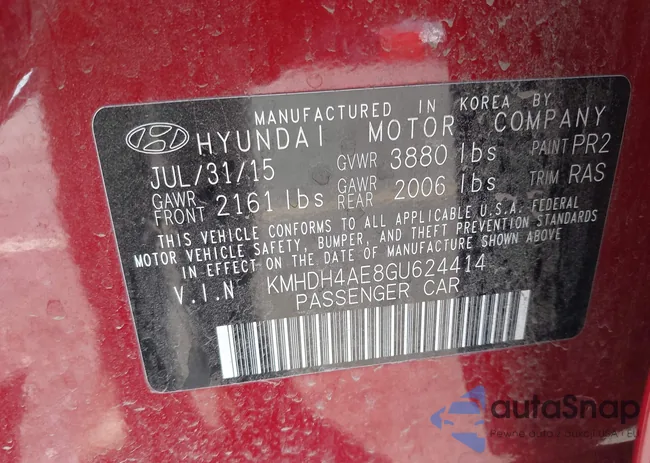 MANUFACTURED IN KOREA BY
HYUNDAI MOTOR COMPANY
JUL/31/15 GVWR 3880 lbs PAINT PR2
GAWR FRONT 2161 lbs GAWR REAR 2006 lbs TRIM RAS
THIS VEHICLE CONFORMS TO ALL APPLICABLE U.S.A. FEDERAL
MOTOR VEHICLE SAFETY, BUMPER, AND THEFT PREVENTION STANDARDS
IN EFFECT ON THE DATE OF MANUFACTURE SHOWN ABOVE
V.I.N KMHDH4AE8GU624414
PASSENGER CAR
autaSnap